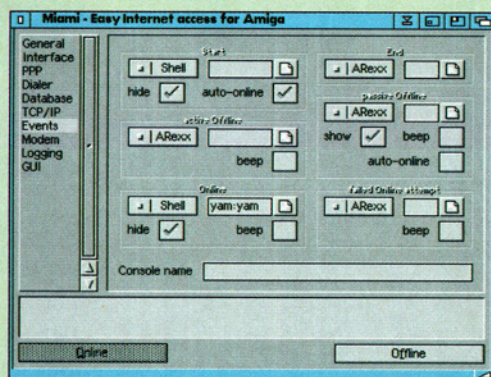 Miami - Easy Internet access for Amiga
General
Interface
PPP
Dialer
Database
TCP/IP
Events
Modem
Logging
GUI
Start
Shell
hide auto-online
active Offline
ARexx
beep
Online
Shell yam:yam
hide beep
End
ARexx
passive Offline
ARexx
show beep
auto-online
failed Online attempt
ARexx
beep
Console name
Online Offline